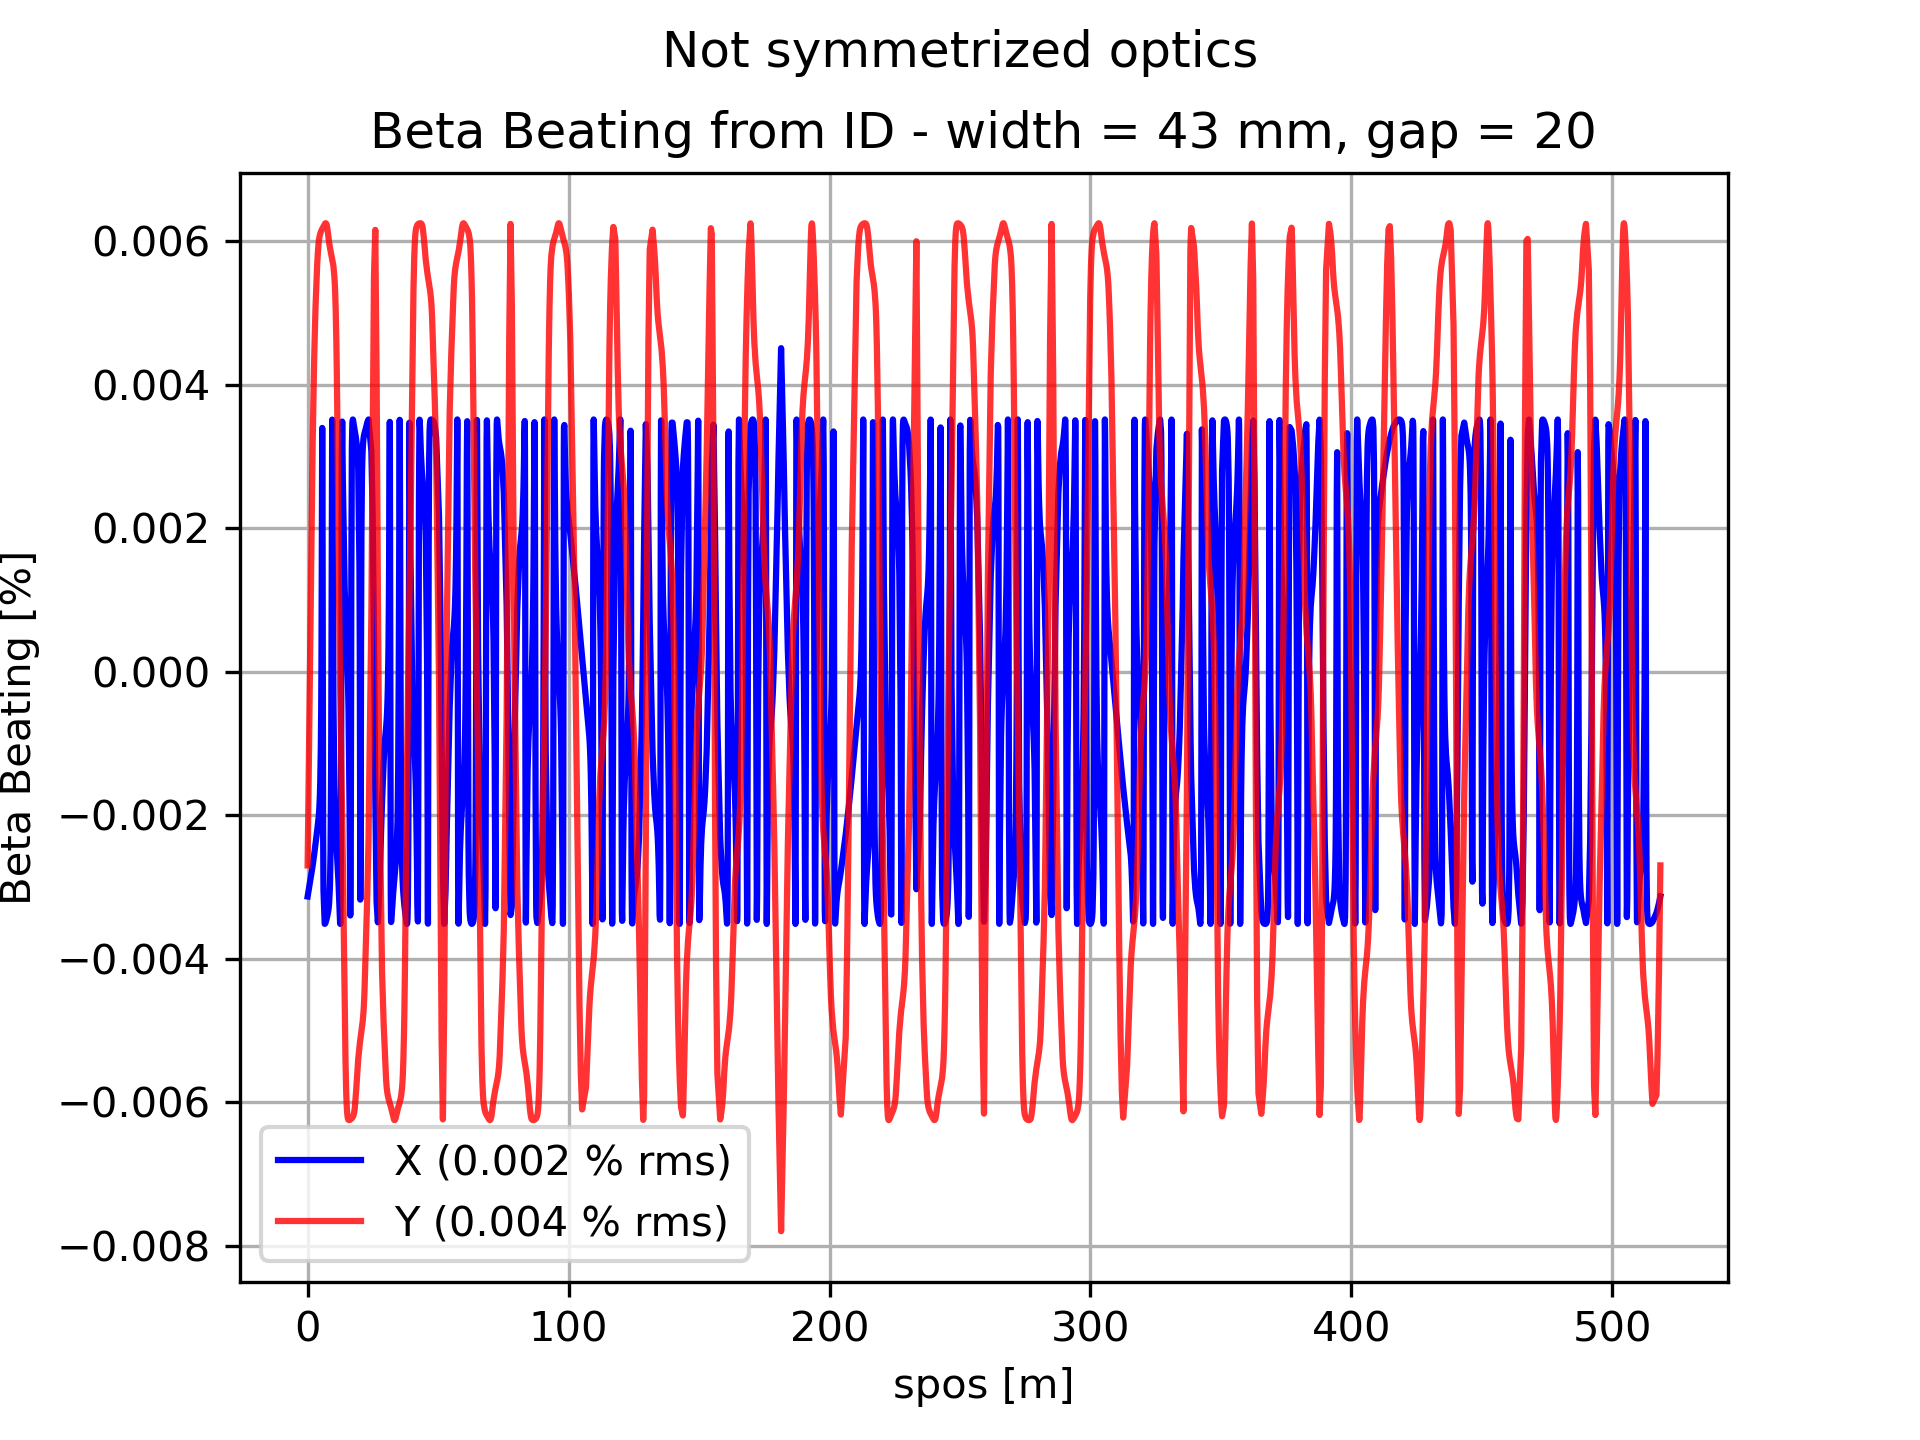 Not symmetrized optics
Beta Beating from ID - width = 43 mm, gap = 20
Beta Beating [%]
0.006
0.004
0.002
0.000
−0.002
−0.004
−0.006
−0.008
X (0.002 % rms)
Y (0.004 % rms)
0 100 200 300 400 500
spos [m]